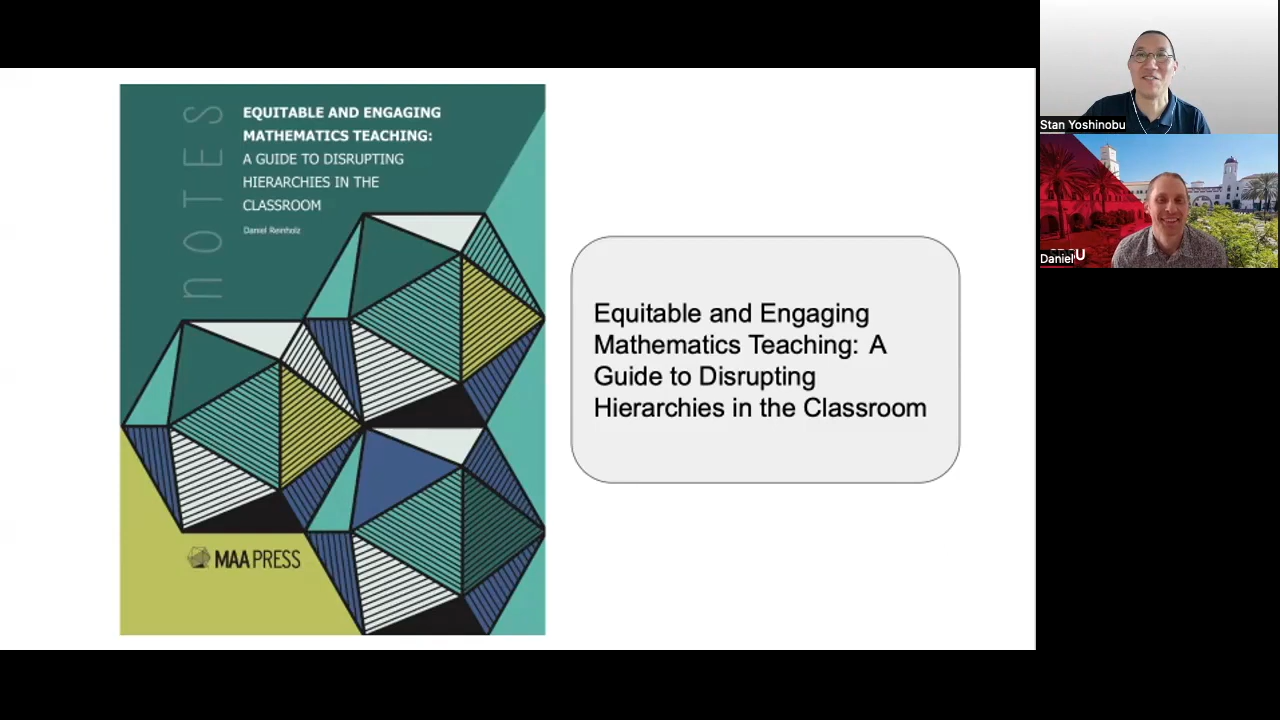 nOTES
EQUITABLE AND ENGAGING
MATHEMATICS TEACHING:
A GUIDE TO DISRUPTING
HIERARCHIES IN THE
CLASSROOM
Daniel Reinholz
MAA PRESS
Equitable and Engaging
Mathematics Teaching: A
Guide to Disrupting
Hierarchies in the Classroom
Stan Yoshinobu
Daniel